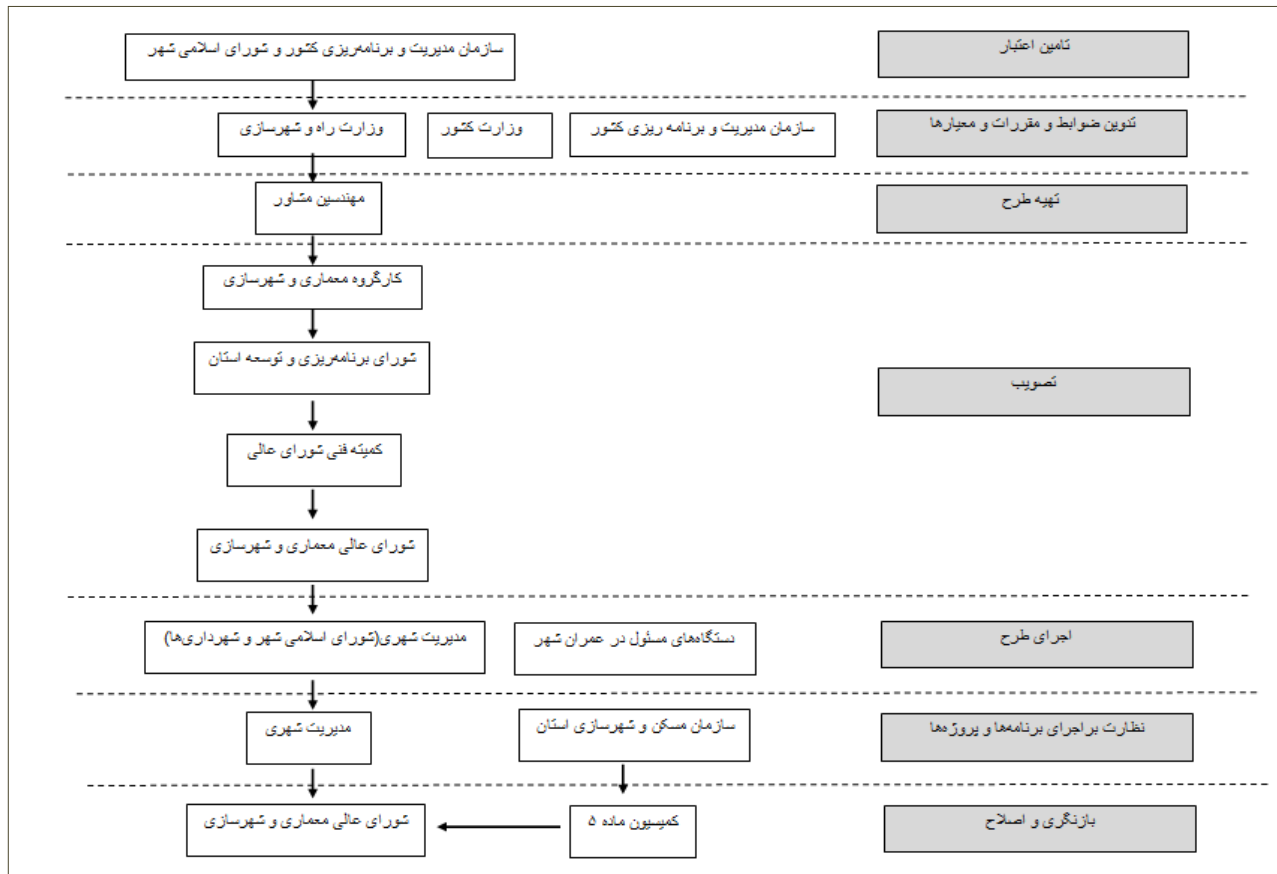 تامین اعتبار
سازمان مدیریت و برنامه‌ریزی کشور و شورای اسلامی شهر
تدوین ضوابط و مقررات و معیارها
سازمان مدیریت و برنامه ریزی کشور
وزارت کشور
وزارت راه و شهرسازی
تهیه طرح
مهندسین مشاور
کارگروه معماری و شهرسازی
شورای برنامه‌ریزی و توسعه استان
تصویب
کمیته فنی شورای عالی
شورای عالی معماری و شهرسازی
اجرای طرح
دستگاه‌های مسئول در عمران شهر
مدیریت شهری(شورای اسلامی شهر و شهرداری‌ها)
نظارت براجرای برنامه‌ها و پروژه‌ها
سازمان مسکن و شهرسازی استان
مدیریت شهری
بازنگری و اصلاح
کمیسیون ماده ۵
شورای عالی معماری و شهرسازی